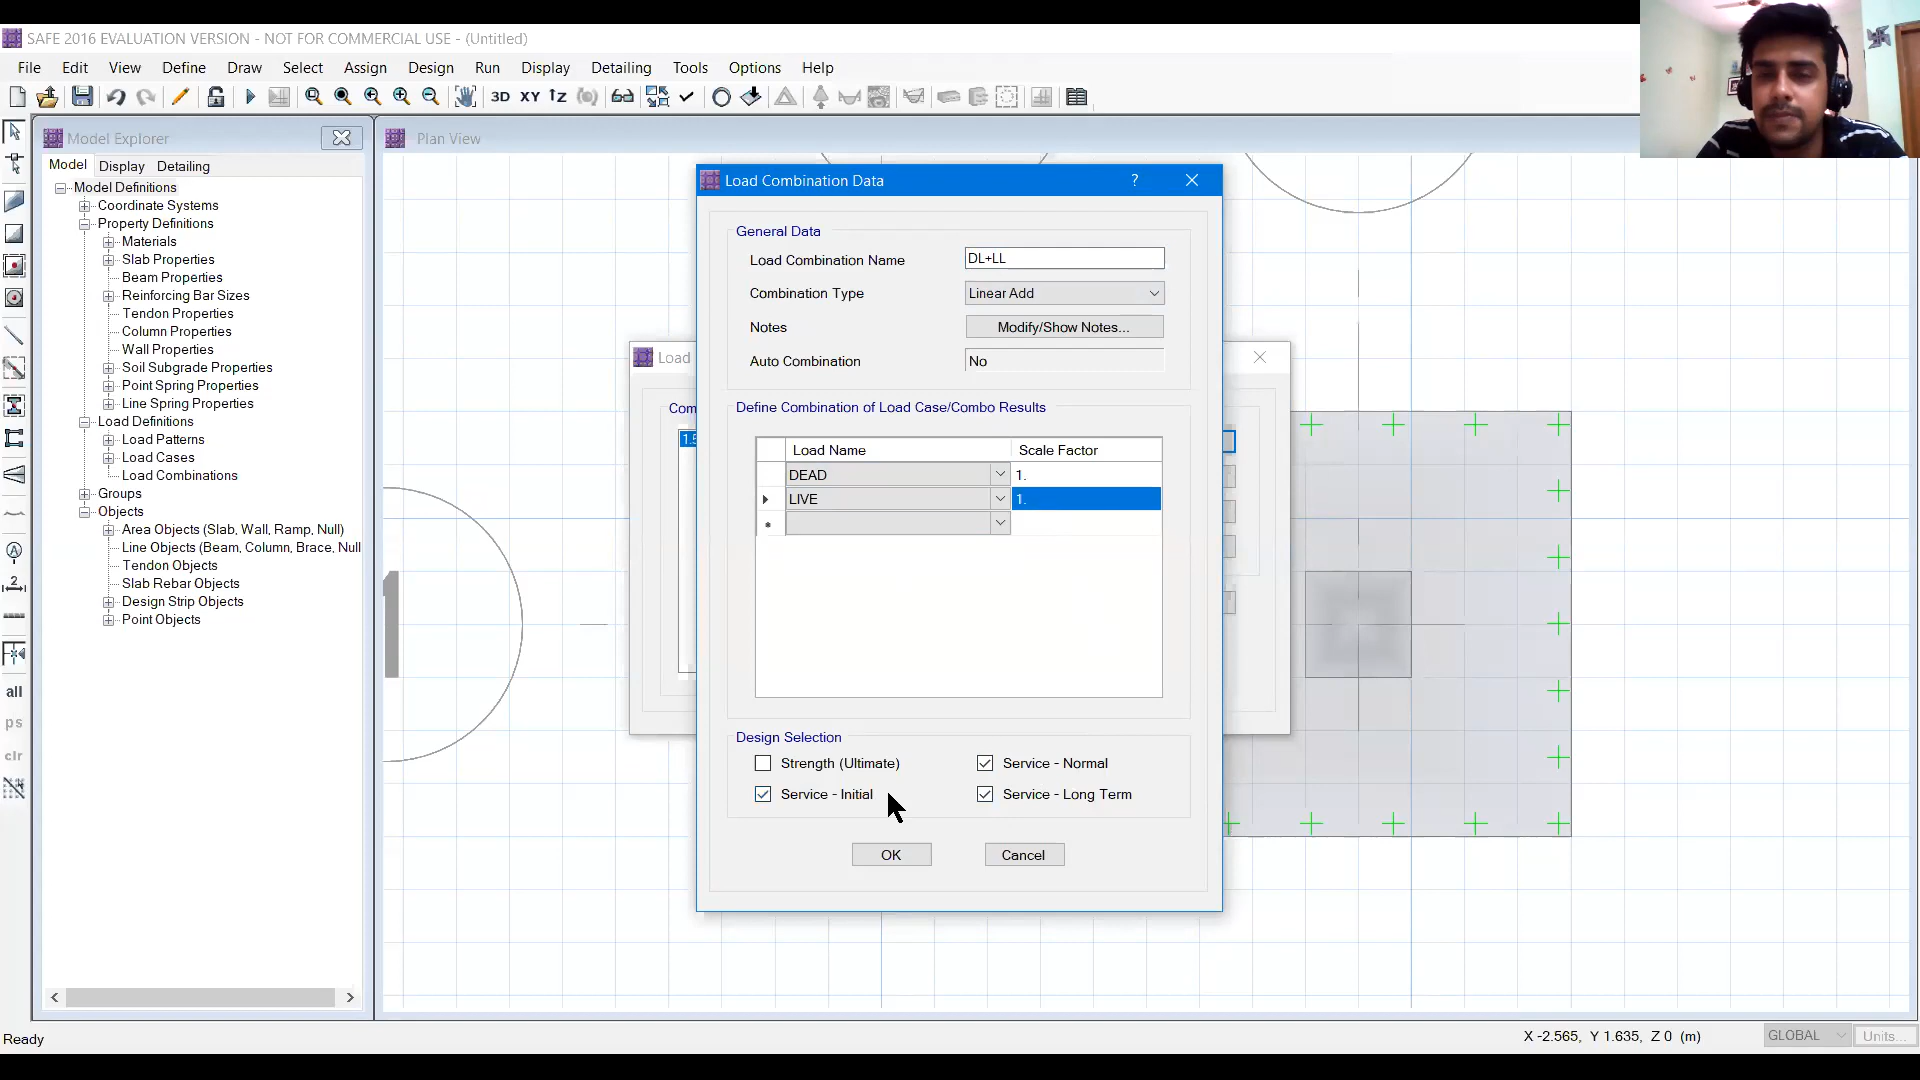 SAFE 2016 EVALUATION VERSION - NOT FOR COMMERCIAL USE - (Untitled)
File Edit View Define Draw Select Assign Design Run Display Detailing Tools Options Help
3D XY
Model Explorer
Plan View
Model Display Detailing
Model Definitions
Coordinate Systems
Property Definitions
Materials
Slab Properties
Beam Properties
Reinforcing Bar Sizes
Tendon Properties
Column Properties
Wall Properties
Soil Subgrade Properties
Point Spring Properties
Line Spring Properties
Load Definitions
Load Patterns
Load Cases
Load Combinations
Groups
Objects
Area Objects (Slab, Wall, Ramp, Null)
Line Objects (Beam, Column, Brace, Null
Tendon Objects
Slab Rebar Objects
Design Strip Objects
Point Objects
all
ps
clr
Load
Com
1.5
Load Combination Data ?
General Data
Load Combination Name DL+LL
Combination Type Linear Add
Notes Modify/Show Notes...
Auto Combination No
Define Combination of Load Case/Combo Results
Load Name Scale Factor
DEAD 1.
LIVE 1.
Design Selection
Strength (Ultimate) Service - Normal
Service - Initial Service - Long Term
OK Cancel
1
Ready
X -2.565, Y 1.635, Z 0 (m) GLOBAL Units...